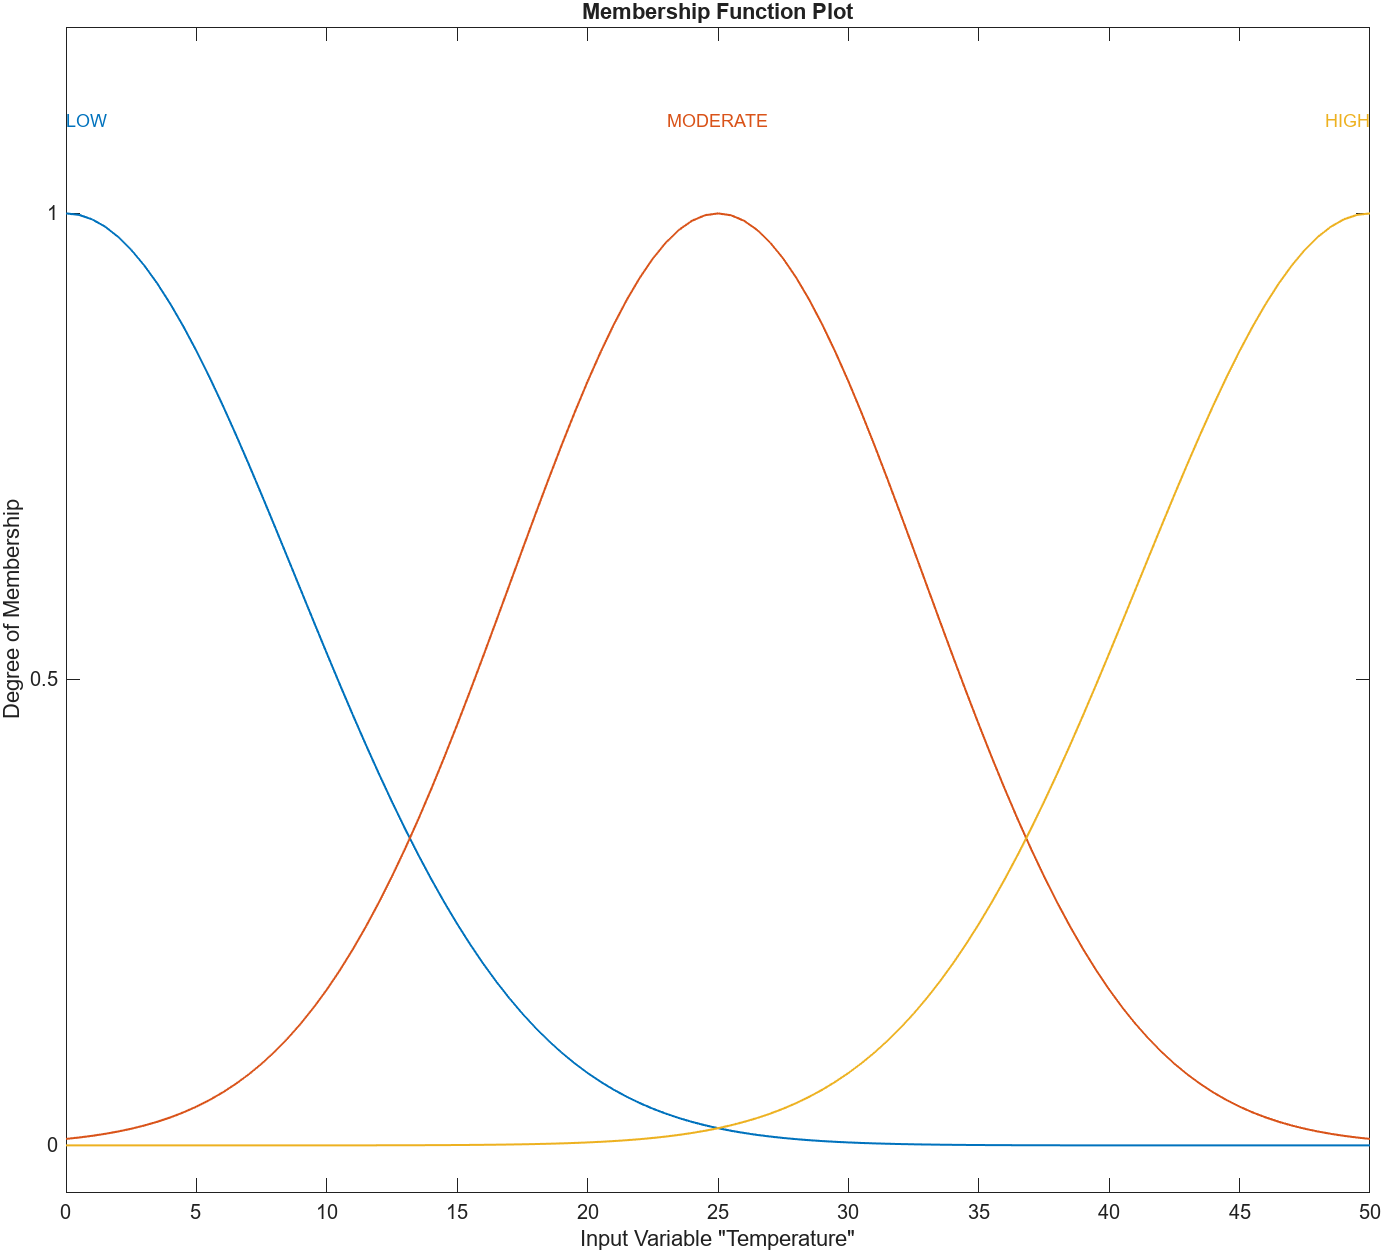 Membership Function Plot
LOW MODERATE HIGH
1
0.5
0
Degree of Membership
0 5 10 15 20 25 30 35 40 45 50
Input Variable "Temperature"